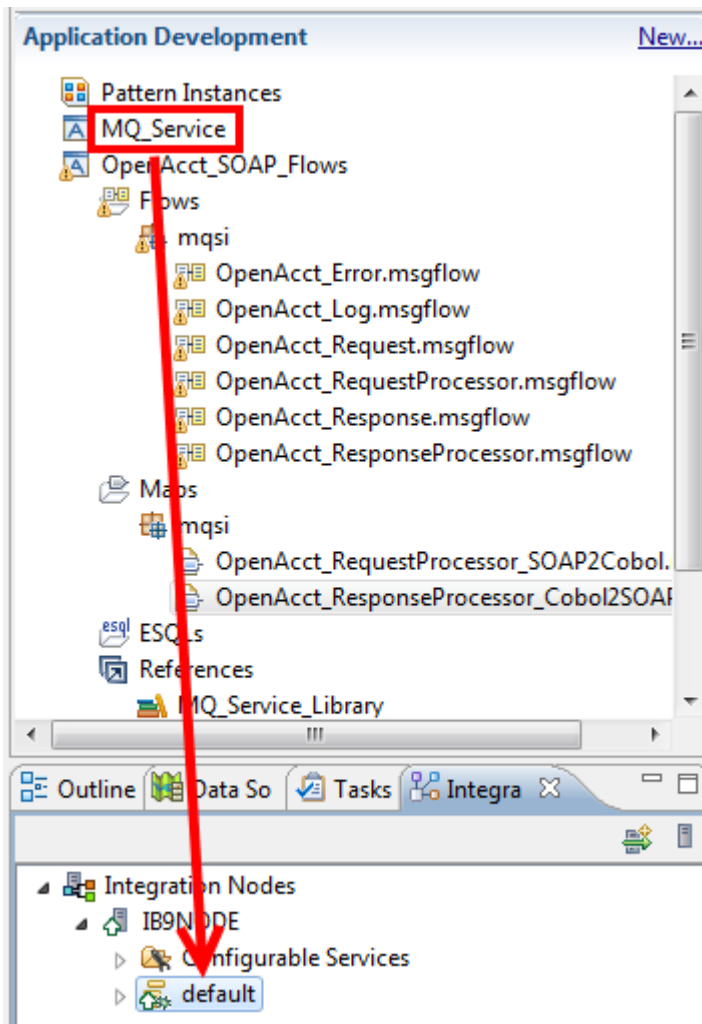 Application Development New...
Pattern Instances
MQ_Service
OpenAcct_SOAP_Flows
Flows
mqsi
OpenAcct_Error.msgflow
OpenAcct_Log.msgflow
OpenAcct_Request.msgflow
OpenAcct_RequestProcessor.msgflow
OpenAcct_Response.msgflow
OpenAcct_ResponseProcessor.msgflow
Maps
mqsi
OpenAcct_RequestProcessor_SOAP2Cobol.
OpenAcct_ResponseProcessor_Cobol2SOAP
esql ESQLs
References
MQ_Service_Library
Outline Data So Tasks Integra
Integration Nodes
IB9NODE
Configurable Services
default